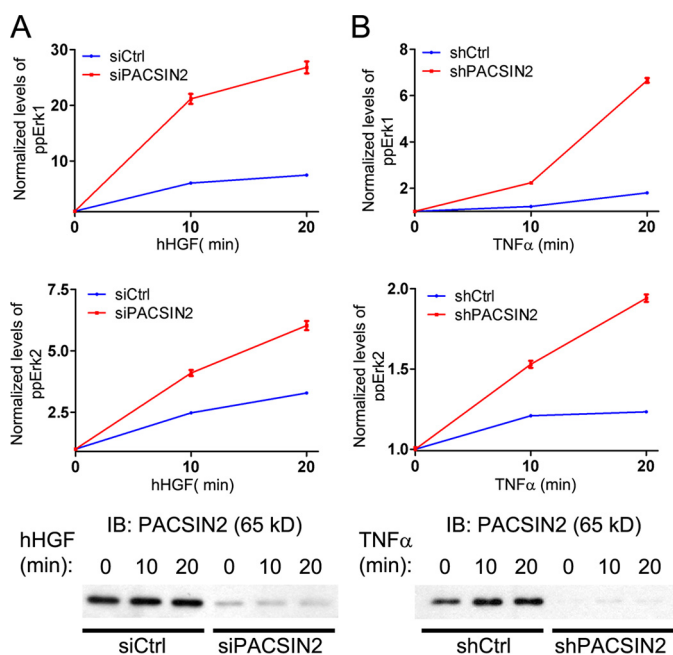 A
siCtrl
siPACSIN2
Normalized levels of
ppErk1
30
20
10
0
10
20
hHGF( min)
B
shCtrl
shPACSIN2
Normalized levels of
ppErk1
8
6
4
2
0
10
20
TNFα (min)
siCtrl
siPACSIN2
Normalized levels of
ppErk2
7.5
5.0
2.5
0
10
20
hHGF( min)
shCtrl
shPACSIN2
Normalized levels of
ppErk2
2.0
1.5
1.0
0
10
20
TNFα (min)
IB: PACSIN2 (65 kD)
hHGF
(min): 0 10 20 0 10 20
siCtrl siPACSIN2
IB: PACSIN2 (65 kD)
TNFα
(min): 0 10 20 0 10 20
shCtrl shPACSIN2